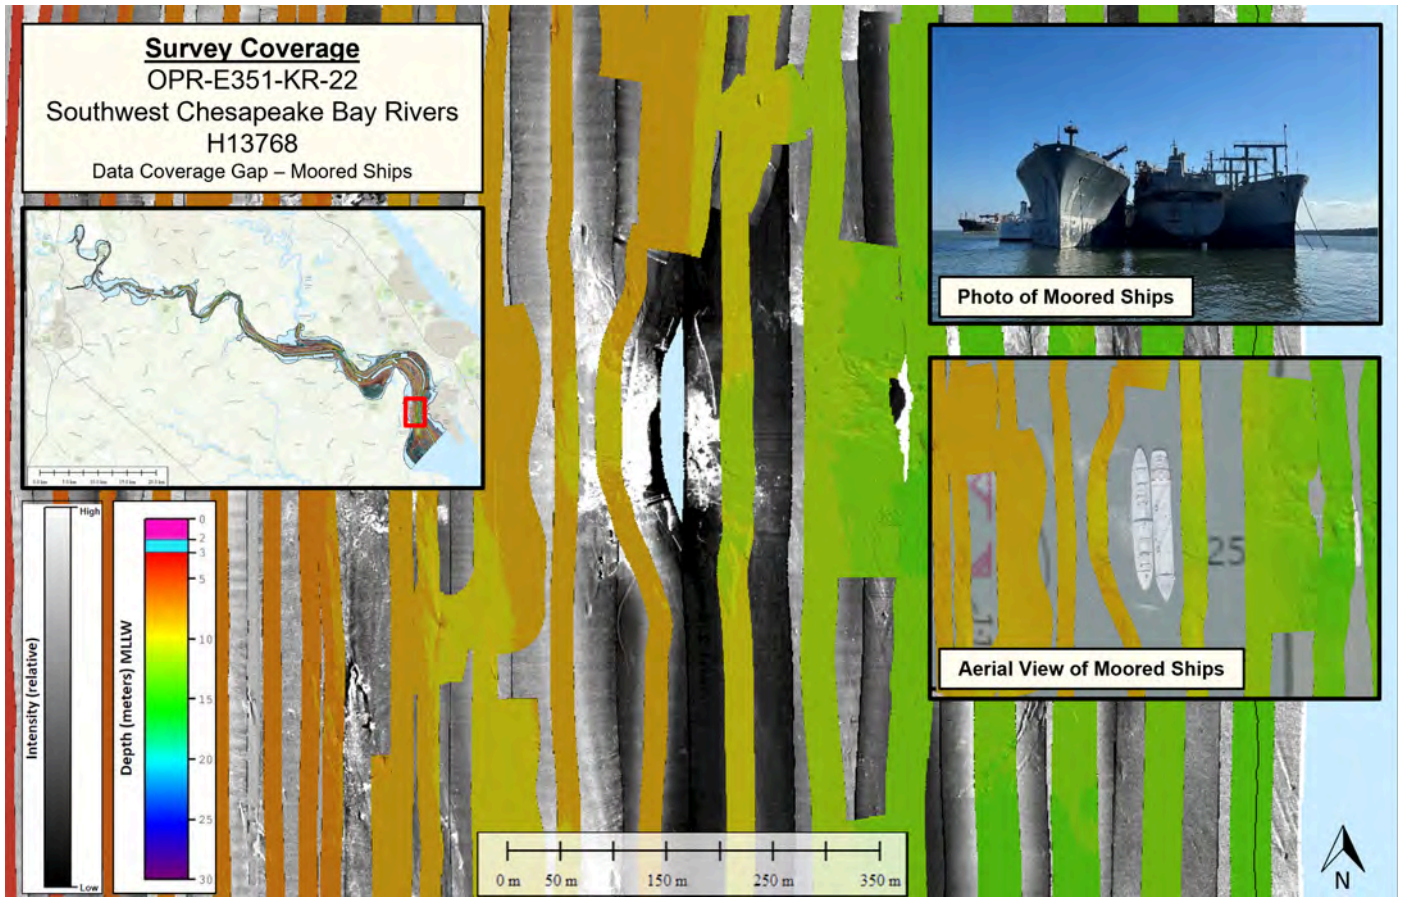 Survey Coverage
OPR-E351-KR-22
Southwest Chesapeake Bay Rivers
H13768
Data Coverage Gap – Moored Ships
Photo of Moored Ships
25
Aerial View of Moored Ships
High
Intensity (relative)
Low
Depth (meters) MLLW
0
2
3
5
10
15
20
25
30
0 m 50 m 150 m 250 m 350 m
N